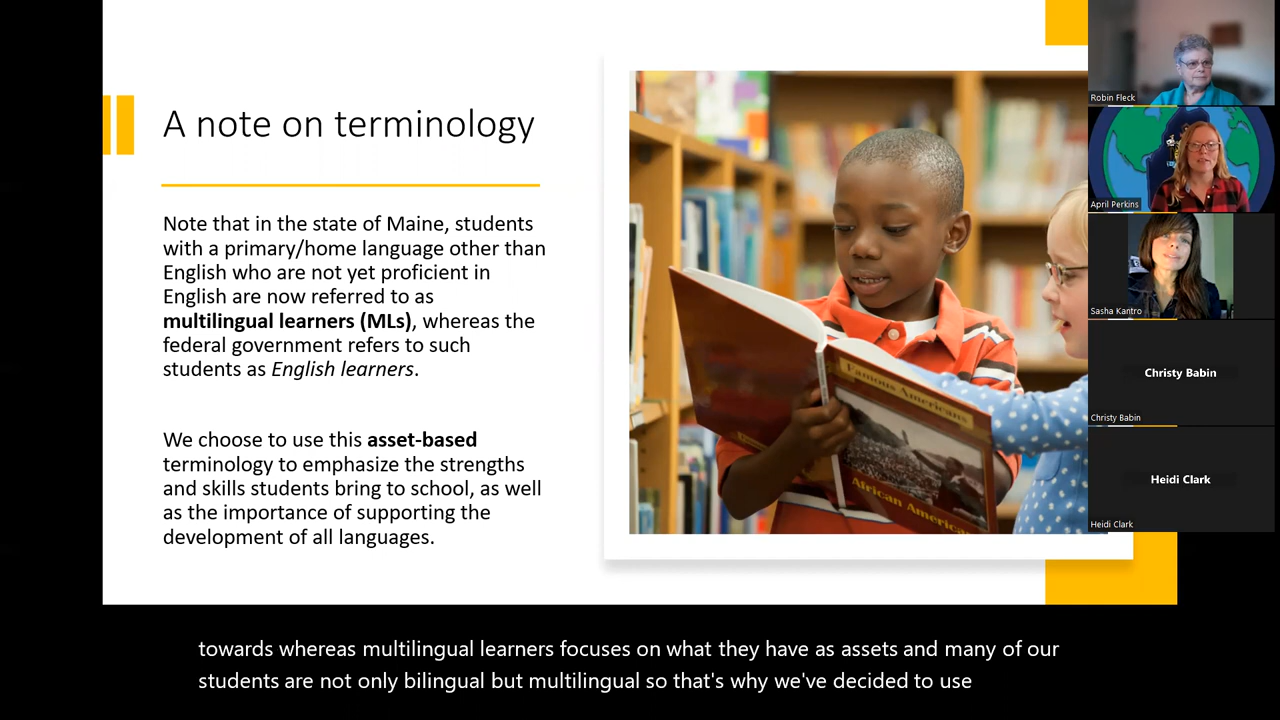 A note on terminology
Note that in the state of Maine, students
with a primary/home language other than
English who are not yet proficient in
English are now referred to as
multilingual learners (MLs), whereas the
federal government refers to such
students as English learners.
We choose to use this asset-based
terminology to emphasize the strengths
and skills students bring to school, as well
as the importance of supporting the
development of all languages.
Famous Americans
African America
Robin Fleck
April Perkins
Sasha Kantro
Christy Babin
Christy Babin
Heidi Clark
Heidi Clark
towards whereas multilingual learners focuses on what they have as assets and many of our
students are not only bilingual but multilingual so that's why we've decided to use